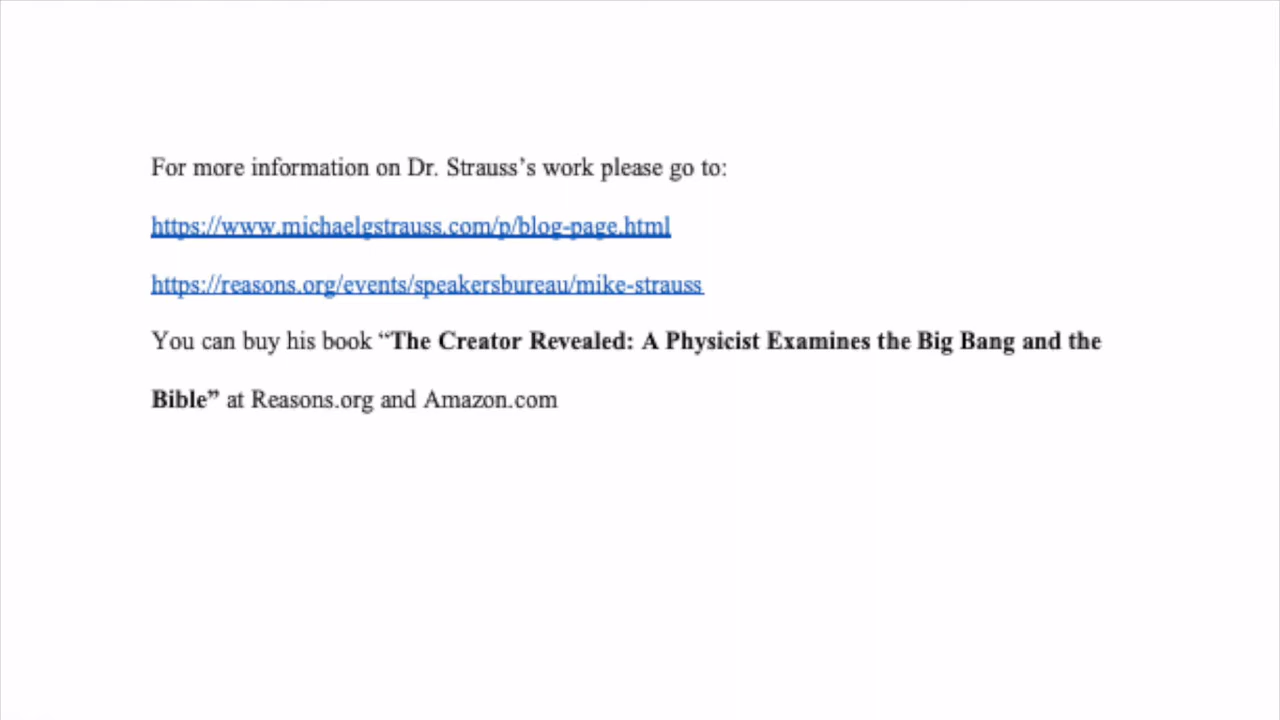 For more information on Dr. Strauss’s work please go to:
https://www.michaelgstrauss.com/p/blog-page.html
https://reasons.org/events/speakersbureau/mike-strauss
You can buy his book “The Creator Revealed: A Physicist Examines the Big Bang and the
Bible” at Reasons.org and Amazon.com